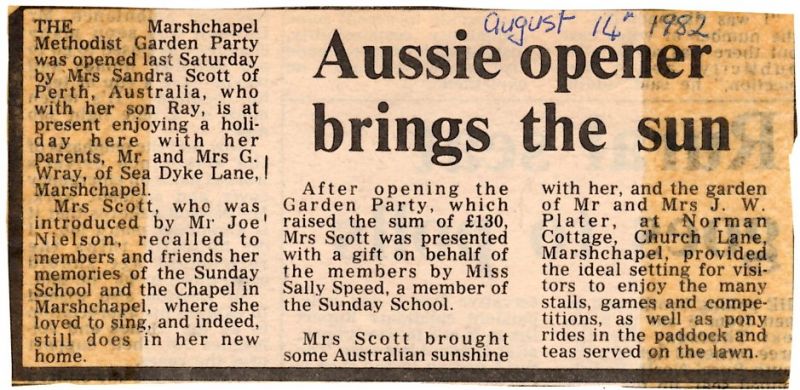 August 14th 1982
Aussie opener
brings the sun
THE Marshchapel
Methodist Garden Party
was opened last Saturday
by Mrs Sandra Scott of
Perth, Australia, who
with her son Ray, is at
present enjoying a holi-
day here with her
parents, Mr and Mrs G.
Wray, of Sea Dyke Lane,
Marshchapel.
Mrs Scott, who was
introduced by Mr Joe
Nielson, recalled to
members and friends her
memories of the Sunday
School and the Chapel in
Marshchapel, where she
loved to sing, and indeed,
still does in her new
home.
After opening the
Garden Party, which
raised the sum of £130,
Mrs Scott was presented
with a gift on behalf of
the members by Miss
Sally Speed, a member of
the Sunday School.
Mrs Scott brought
some Australian sunshine
with her, and the garden
of Mr and Mrs J. W.
Plater, at Norman
Cottage, Church Lane,
Marshchapel, provided
the ideal setting for visi-
tors to enjoy the many
stalls, games and compe-
titions, as well as pony
rides in the paddock and
teas served on the lawn.